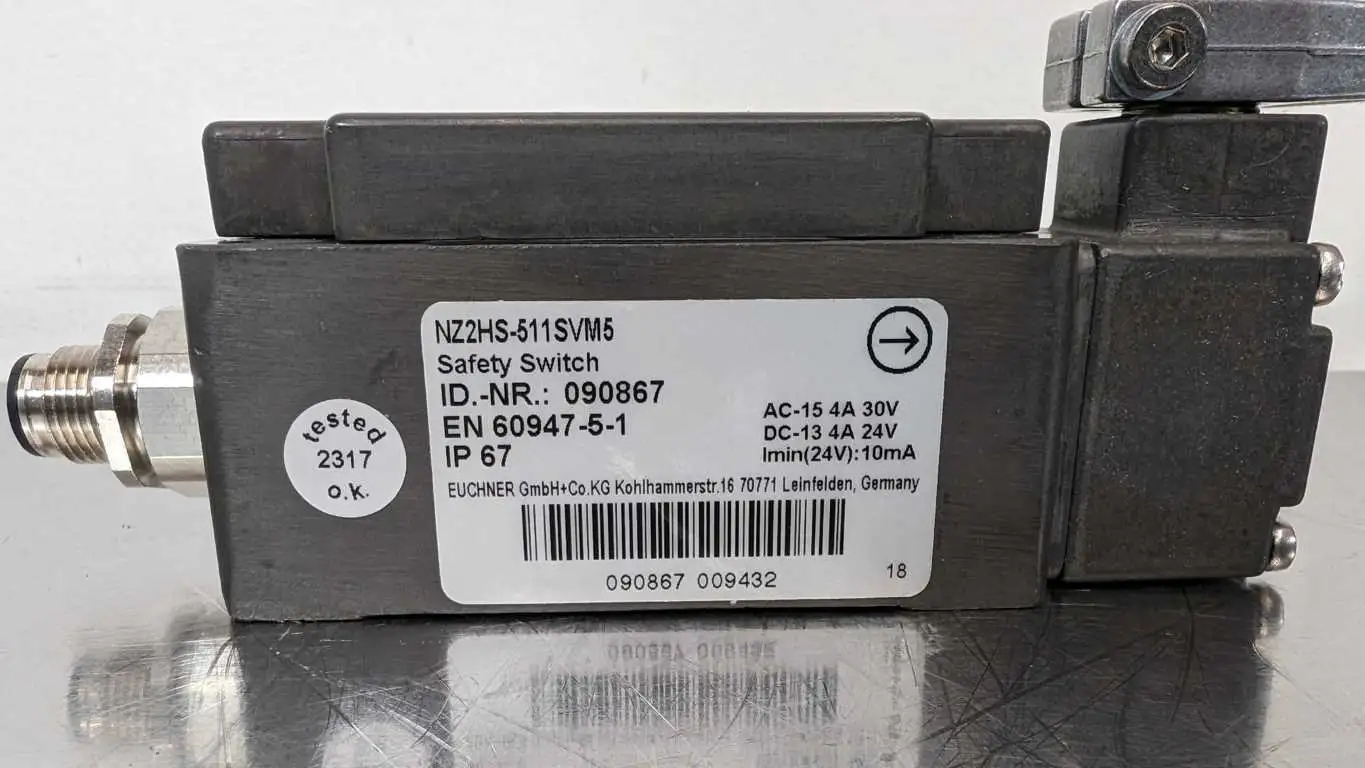 NZ2HS-511SVM5
Safety Switch
ID.-NR.: 090867
EN 60947-5-1
IP 67
AC-15 4A 30V
DC-13 4A 24V
Imin(24V):10mA
EUCHNER GmbH+Co.KG Kohlhammerstr.16 70771 Leinfelden, Germany
090867 009432
18
tested
2317
o.k.